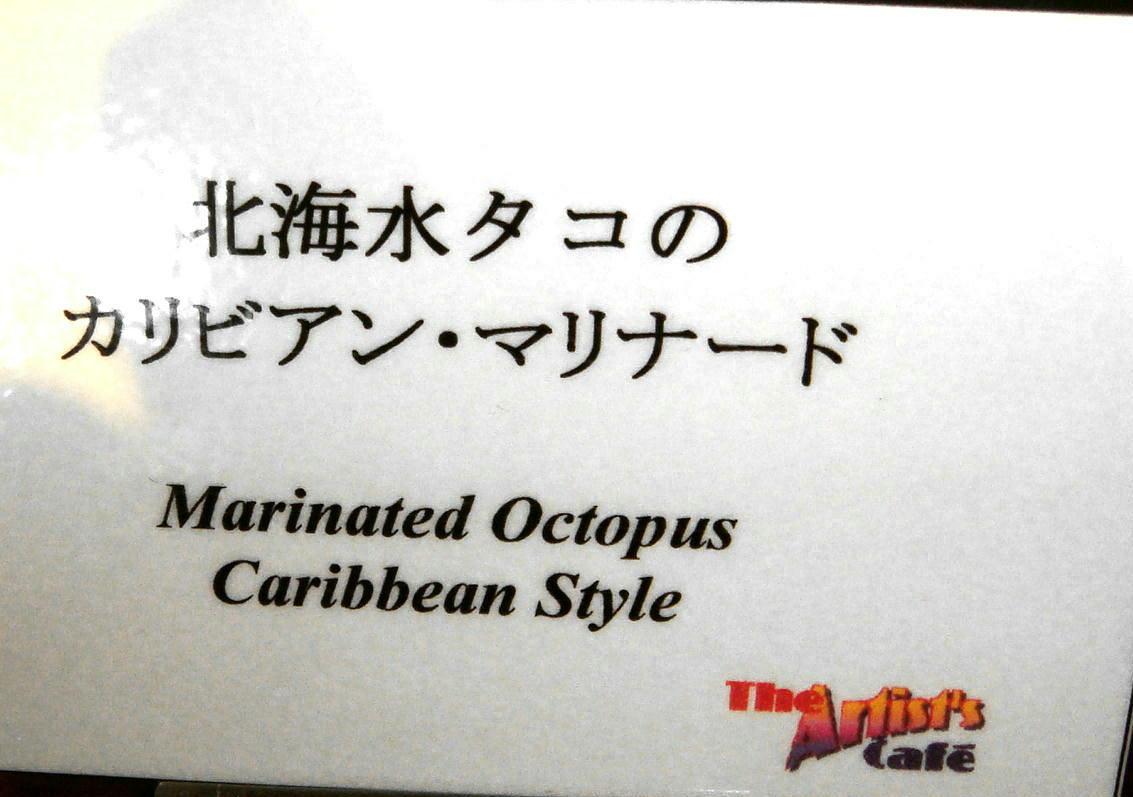 北海水タコの
カリビアン・マリナード
Marinated Octopus
Caribbean Style
The Artist's
Café